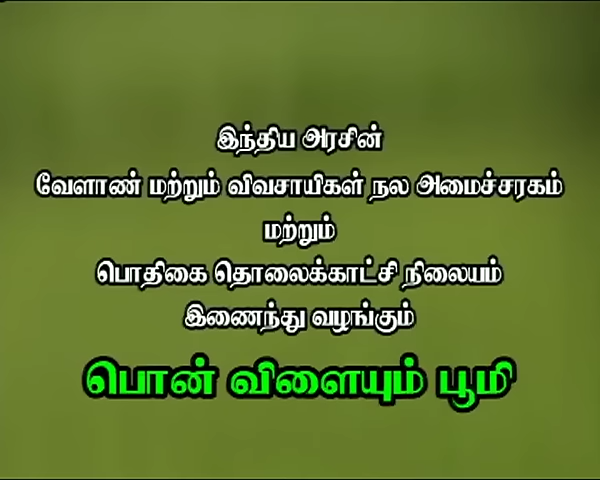 இந்திய அரசின்
வேளாண் மற்றும் விவசாயிகள் நல அமைச்சரகம்
மற்றும்
பொதிகை தொலைக்காட்சி நிலையம்
இணைந்து வழங்கும்
பொன் விளையும் பூமி